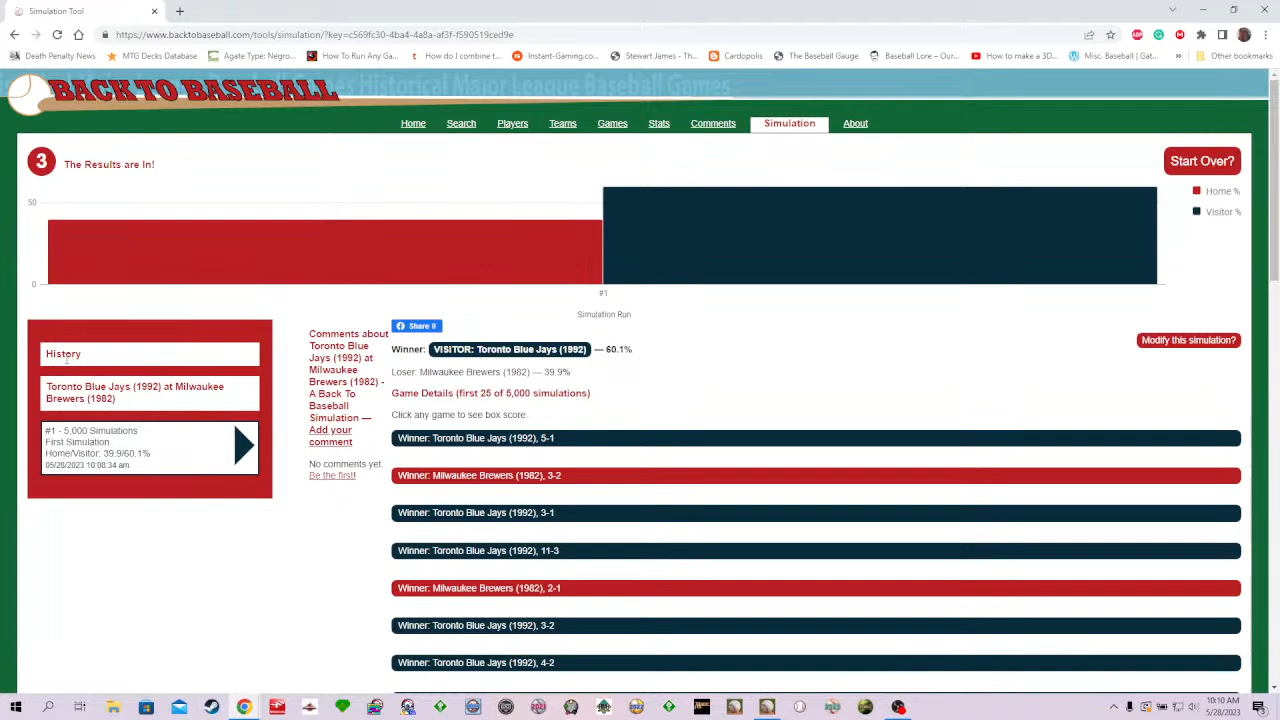 Simulation Tool
https://www.backtobaseball.com/tools/simulation/?key=c569fc30-4ba4-4a8a-af3f-f590519ced9e
Death Penalty News
MTG Decks Database
Agate Type: Negro...
How To Run Any Ga...
How do I combine t...
Instant-Gaming.co...
Stewart James - Th...
Cardopolis
The Baseball Gauge
Baseball Lore – Our...
How to make a 3D...
Misc. Baseball | Gat...
»
Other bookmarks
BACK TO BASEBALL
Historical Major League Baseball Games
Home
Search
Players
Teams
Games
Stats
Comments
Simulation
About
3
The Results are In!
Start Over?
50
0
#1
Simulation Run
Home %
Visitor %
History
Toronto Blue Jays (1992) at Milwaukee
Brewers (1982)
#1 - 5,000 Simulations
First Simulation
Home/Visitor: 39.9/60.1%
05/28/2023 10:08:34 am
Comments about
Toronto Blue
Jays (1992) at
Milwaukee
Brewers (1982) -
A Back To
Baseball
Simulation —
Add your
comment
No comments yet.
Be the first!
Share 0
Winner: VISITOR: Toronto Blue Jays (1992) — 60.1%
Modify this simulation?
Loser: Milwaukee Brewers (1982) — 39.9%
Game Details (first 25 of 5,000 simulations)
Click any game to see box score.
Winner: Toronto Blue Jays (1992), 5-1
Winner: Milwaukee Brewers (1982), 3-2
Winner: Toronto Blue Jays (1992), 3-1
Winner: Toronto Blue Jays (1992), 11-3
Winner: Milwaukee Brewers (1982), 2-1
Winner: Toronto Blue Jays (1992), 3-2
Winner: Toronto Blue Jays (1992), 4-2
10:10 AM
5/28/2023